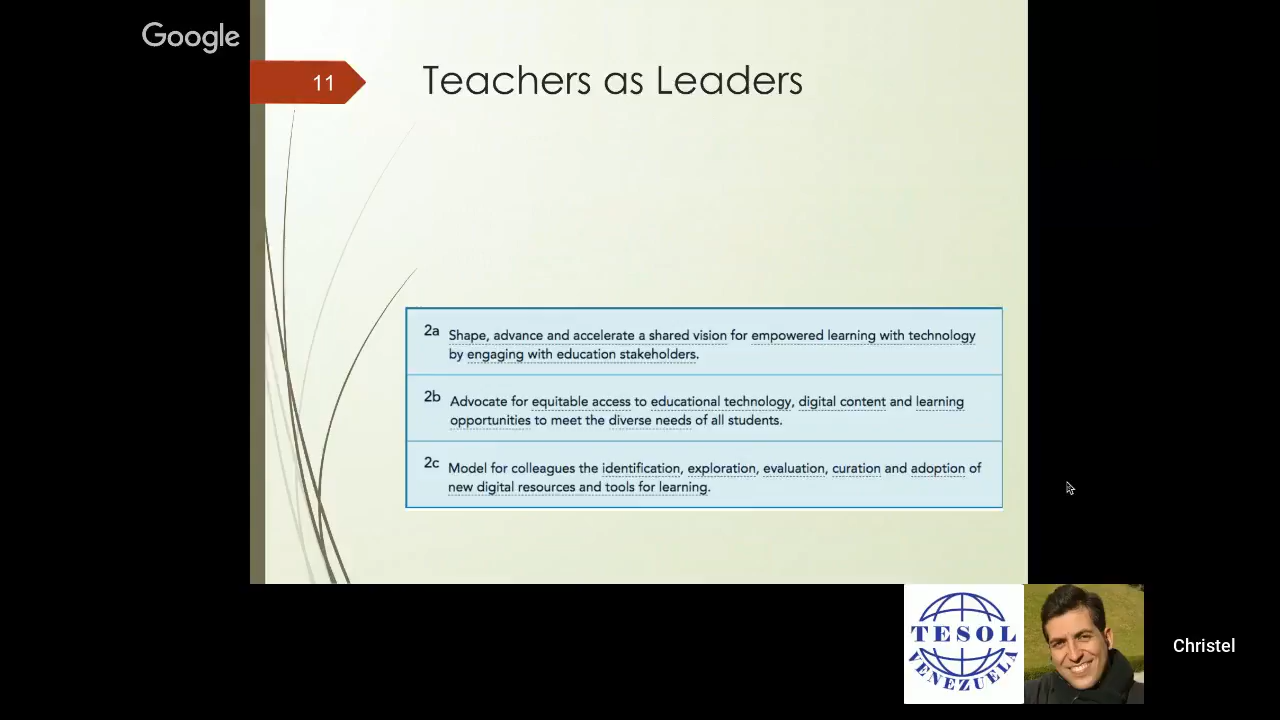 Google
11
Teachers as Leaders
2a Shape, advance and accelerate a shared vision for empowered learning with technology
by engaging with education stakeholders.
2b Advocate for equitable access to educational technology, digital content and learning
opportunities to meet the diverse needs of all students.
2c Model for colleagues the identification, exploration, evaluation, curation and adoption of
new digital resources and tools for learning.
TESOL
VENEZUELA
Christel